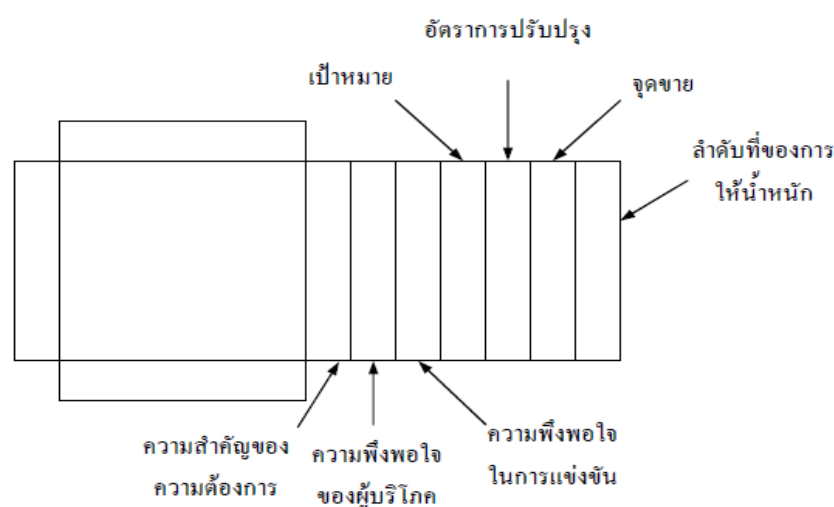 อัตราการปรับปรุง
เป้าหมาย
จุดขาย
ลำดับที่ของการ
ให้น้ำหนัก
ความสำคัญของ
ความต้องการ
ความพึงพอใจ
ของผู้บริโภค
ความพึงพอใจ
ในการแข่งขัน